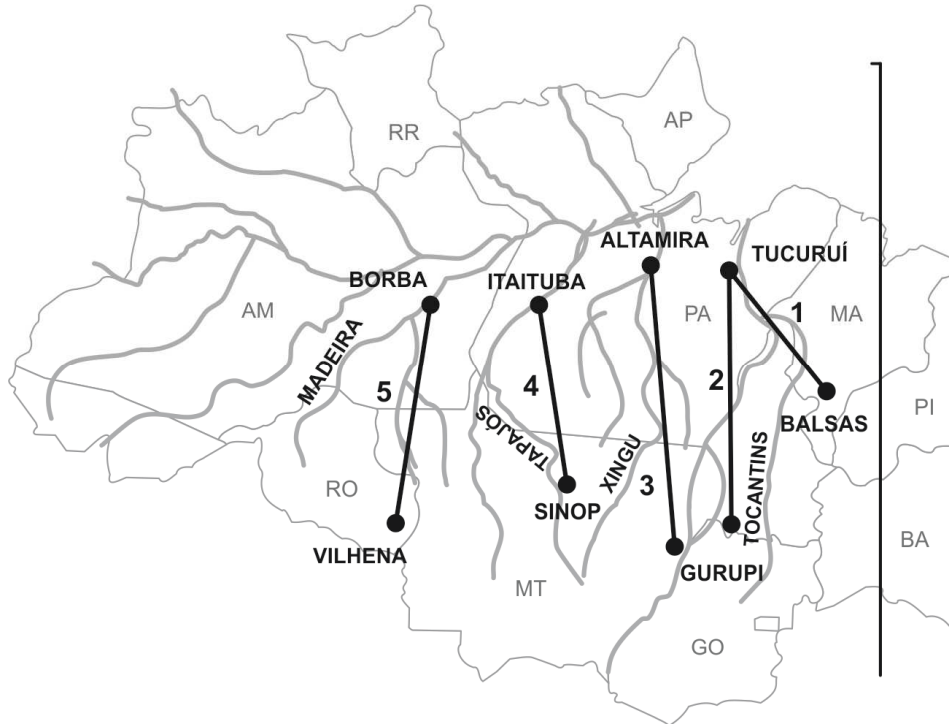 RR
AP
ALTAMIRA
TUCURUÍ
BORBA
ITAITUBA
AM
PA
1
MA
MADEIRA
5
4
2
PI
BALSAS
TAPAJÓS
XINGU
3
TOCANTINS
RO
SINOP
VILHENA
BA
GURUPI
MT
GO